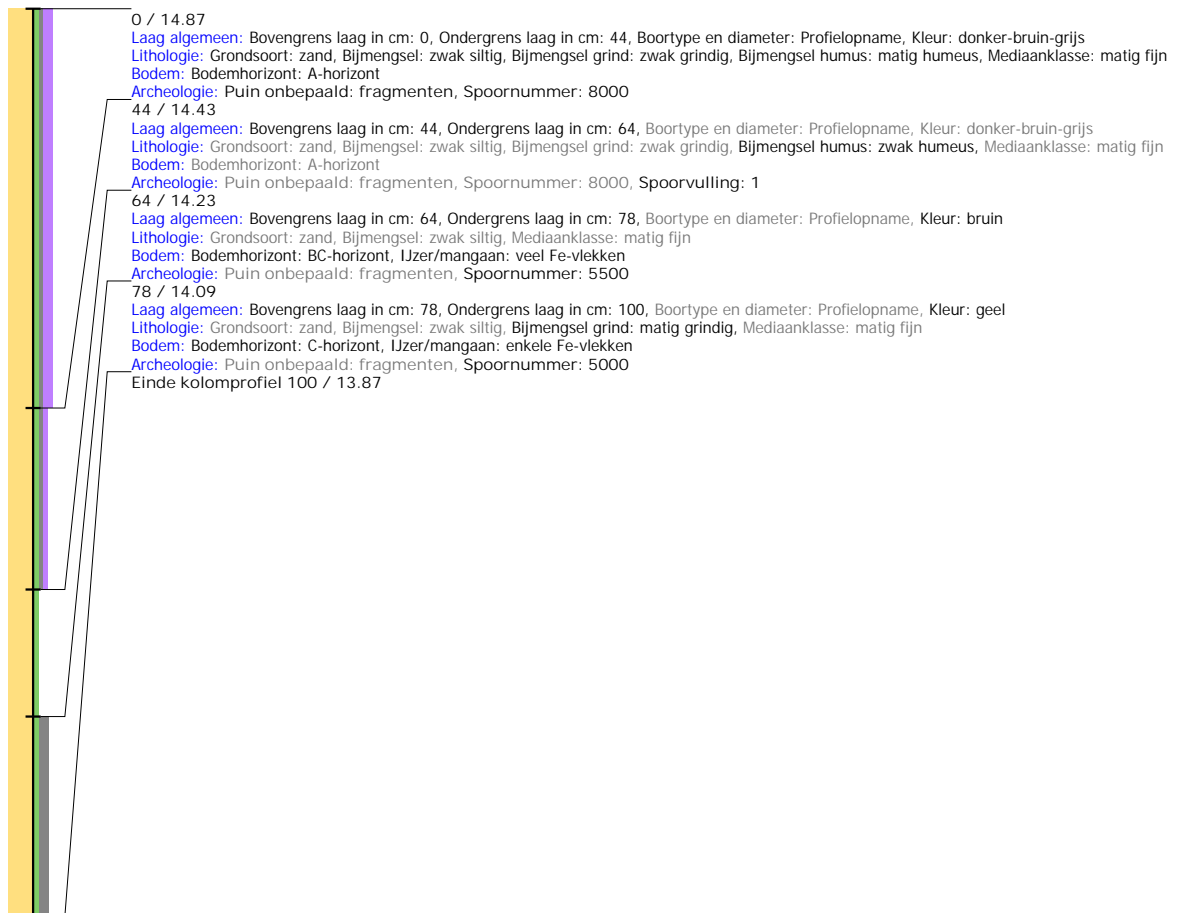 0 / 14.87
Laag algemeen: Bovengrens laag in cm: 0, Ondergrens laag in cm: 44, Boortype en diameter: Profielopname, Kleur: donker-bruin-grijs
Lithologie: Grondsoort: zand, Bijmengsel: zwak siltig, Bijmengsel grind: zwak grindig, Bijmengsel humus: matig humeus, Mediaanklasse: matig fijn
Bodem: Bodemhorizont: A-horizont
Archeologie: Puin onbepaald: fragmenten, Spoornummer: 8000
44 / 14.43
Laag algemeen: Bovengrens laag in cm: 44, Ondergrens laag in cm: 64, Boortype en diameter: Profielopname, Kleur: donker-bruin-grijs
Lithologie: Grondsoort: zand, Bijmengsel: zwak siltig, Bijmengsel grind: zwak grindig, Bijmengsel humus: zwak humeus, Mediaanklasse: matig fijn
Bodem: Bodemhorizont: A-horizont
Archeologie: Puin onbepaald: fragmenten, Spoornummer: 8000, Spoorvulling: 1
64 / 14.23
Laag algemeen: Bovengrens laag in cm: 64, Ondergrens laag in cm: 78, Boortype en diameter: Profielopname, Kleur: bruin
Lithologie: Grondsoort: zand, Bijmengsel: zwak siltig, Mediaanklasse: matig fijn
Bodem: Bodemhorizont: BC-horizont, IJzer/mangaan: veel Fe-vlekken
Archeologie: Puin onbepaald: fragmenten, Spoornummer: 5500
78 / 14.09
Laag algemeen: Bovengrens laag in cm: 78, Ondergrens laag in cm: 100, Boortype en diameter: Profielopname, Kleur: geel
Lithologie: Grondsoort: zand, Bijmengsel: zwak siltig, Bijmengsel grind: matig grindig, Mediaanklasse: matig fijn
Bodem: Bodemhorizont: C-horizont, IJzer/mangaan: enkele Fe-vlekken
Archeologie: Puin onbepaald: fragmenten, Spoornummer: 5000
Einde kolomprofiel 100 / 13.87